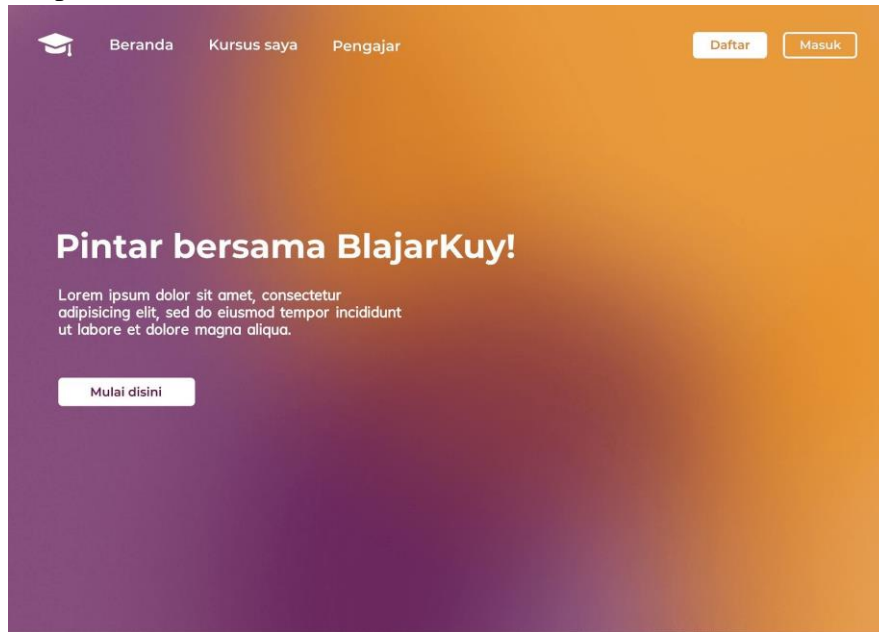 Beranda Kursus saya Pengajar Daftar Masuk
Pintar bersama BlajarKuy!
Lorem ipsum dolor sit amet, consectetur
adipisicing elit, sed do eiusmod tempor incididunt
ut labore et dolore magna aliqua.
Mulai disini